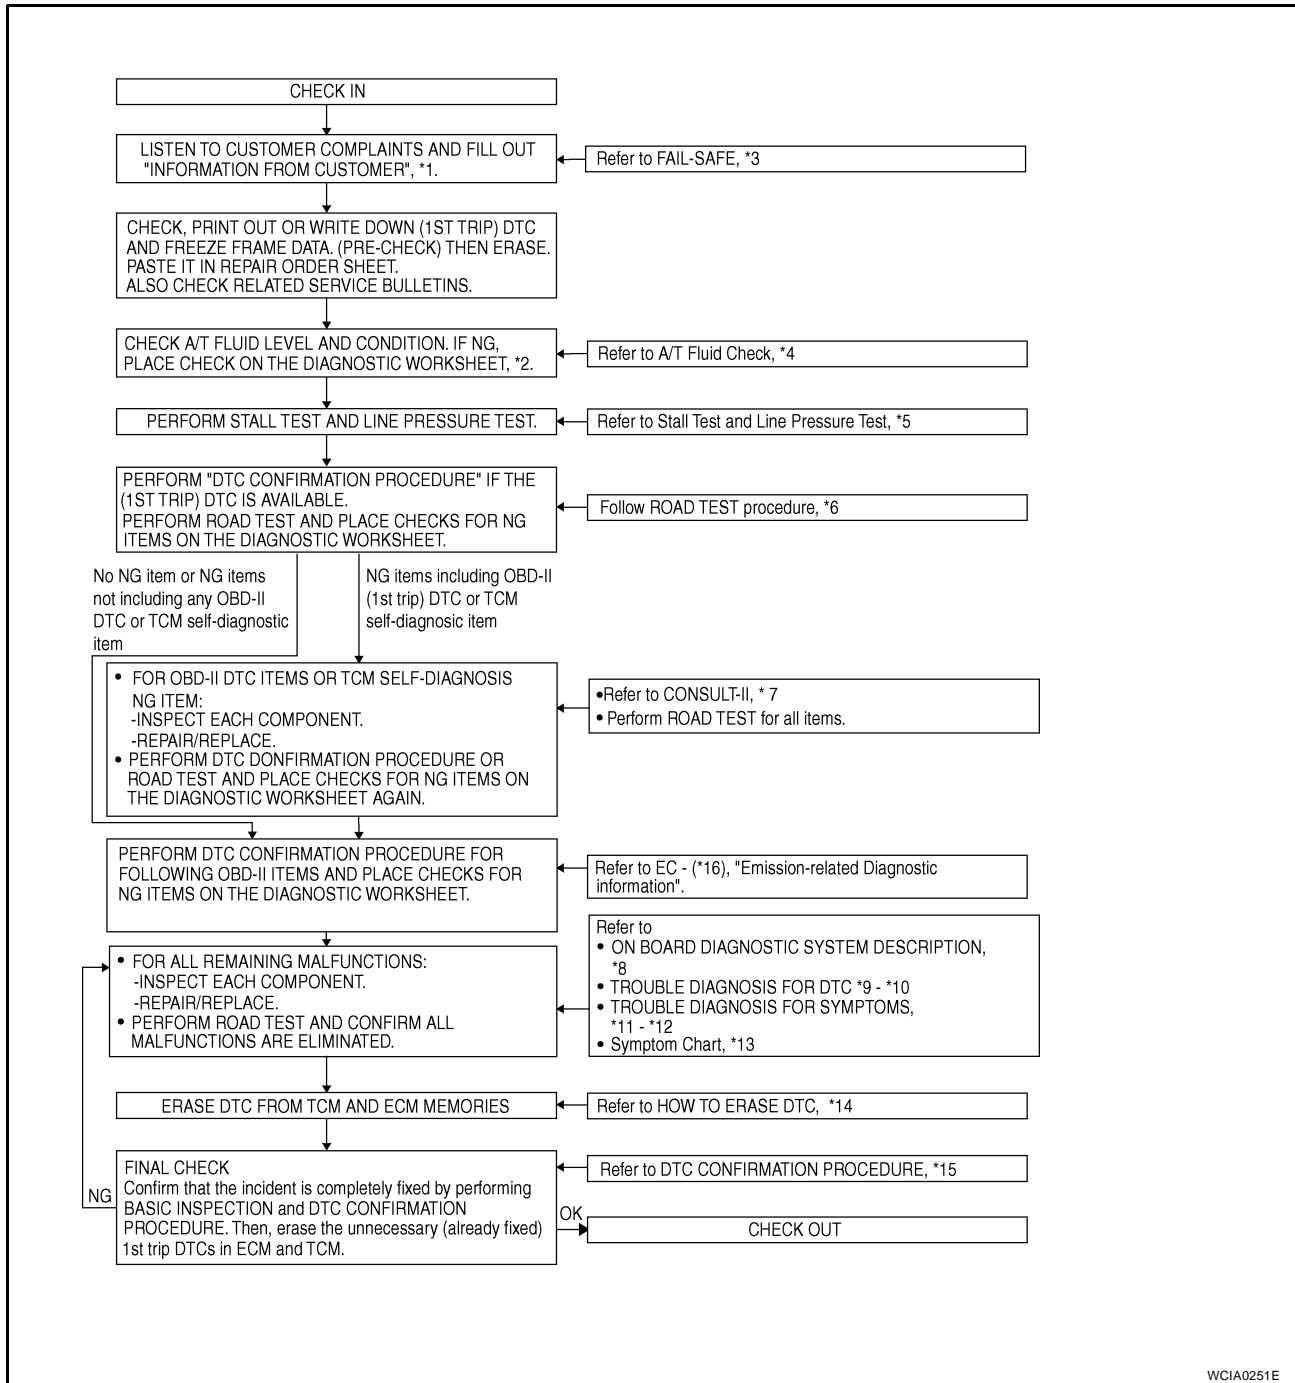 CHECK IN
LISTEN TO CUSTOMER COMPLAINTS AND FILL OUT
"INFORMATION FROM CUSTOMER", *1.
Refer to FAIL-SAFE, *3
CHECK, PRINT OUT OR WRITE DOWN (1ST TRIP) DTC
AND FREEZE FRAME DATA. (PRE-CHECK) THEN ERASE.
PASTE IT IN REPAIR ORDER SHEET.
ALSO CHECK RELATED SERVICE BULLETINS.
CHECK A/T FLUID LEVEL AND CONDITION. IF NG,
PLACE CHECK ON THE DIAGNOSTIC WORKSHEET, *2.
Refer to A/T Fluid Check, *4
PERFORM STALL TEST AND LINE PRESSURE TEST.
Refer to Stall Test and Line Pressure Test, *5
PERFORM "DTC CONFIRMATION PROCEDURE" IF THE
(1ST TRIP) DTC IS AVAILABLE.
PERFORM ROAD TEST AND PLACE CHECKS FOR NG
ITEMS ON THE DIAGNOSTIC WORKSHEET.
Follow ROAD TEST procedure, *6
No NG item or NG items
not including any OBD-II
DTC or TCM self-diagnostic
item
NG items including OBD-II
(1st trip) DTC or TCM
self-diagnosic item
• FOR OBD-II DTC ITEMS OR TCM SELF-DIAGNOSIS
NG ITEM:
-INSPECT EACH COMPONENT.
-REPAIR/REPLACE.
• PERFORM DTC DONFIRMATION PROCEDURE OR
ROAD TEST AND PLACE CHECKS FOR NG ITEMS ON
THE DIAGNOSTIC WORKSHEET AGAIN.
•Refer to CONSULT-II, * 7
• Perform ROAD TEST for all items.
PERFORM DTC CONFIRMATION PROCEDURE FOR
FOLLOWING OBD-II ITEMS AND PLACE CHECKS FOR
NG ITEMS ON THE DIAGNOSTIC WORKSHEET.
Refer to EC - (*16), "Emission-related Diagnostic
information".
• FOR ALL REMAINING MALFUNCTIONS:
-INSPECT EACH COMPONENT.
-REPAIR/REPLACE.
• PERFORM ROAD TEST AND CONFIRM ALL
MALFUNCTIONS ARE ELIMINATED.
Refer to
• ON BOARD DIAGNOSTIC SYSTEM DESCRIPTION,
*8
• TROUBLE DIAGNOSIS FOR DTC *9 - *10
• TROUBLE DIAGNOSIS FOR SYMPTOMS,
*11 - *12
• Symptom Chart, *13
ERASE DTC FROM TCM AND ECM MEMORIES
Refer to HOW TO ERASE DTC, *14
FINAL CHECK
Confirm that the incident is completely fixed by performing
BASIC INSPECTION and DTC CONFIRMATION
PROCEDURE. Then, erase the unnecessary (already fixed)
1st trip DTCs in ECM and TCM.
Refer to DTC CONFIRMATION PROCEDURE, *15
NG
OK
CHECK OUT
WCIA0251E